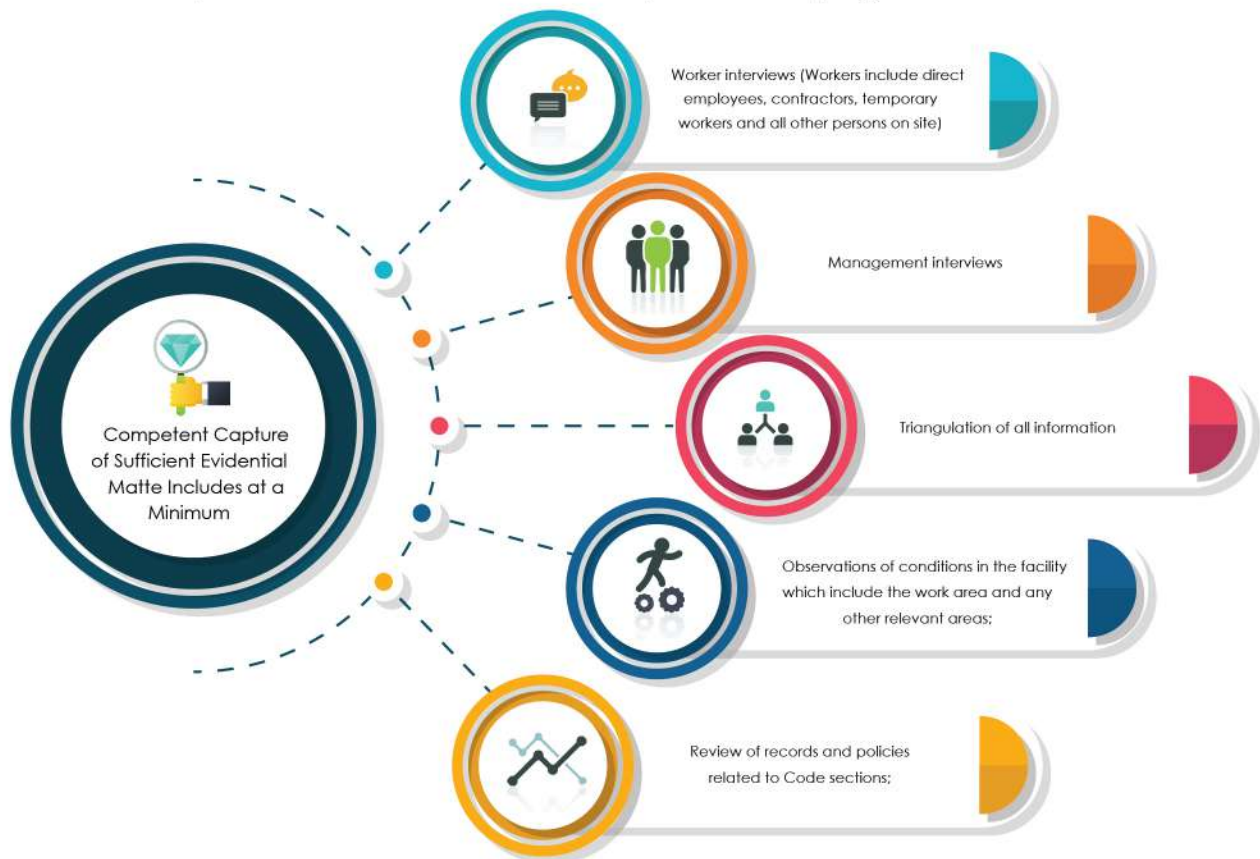 Worker interviews (Workers include direct
employees, contractors, temporary
workers and all other persons on site)
Management interviews
Competent Capture
of Sufficient Evidential
Matte Includes at a
Minimum
Triangulation of all information
Observations of conditions in the facility
which include the work area and any
other relevant areas;
Review of records and policies
related to Code sections;